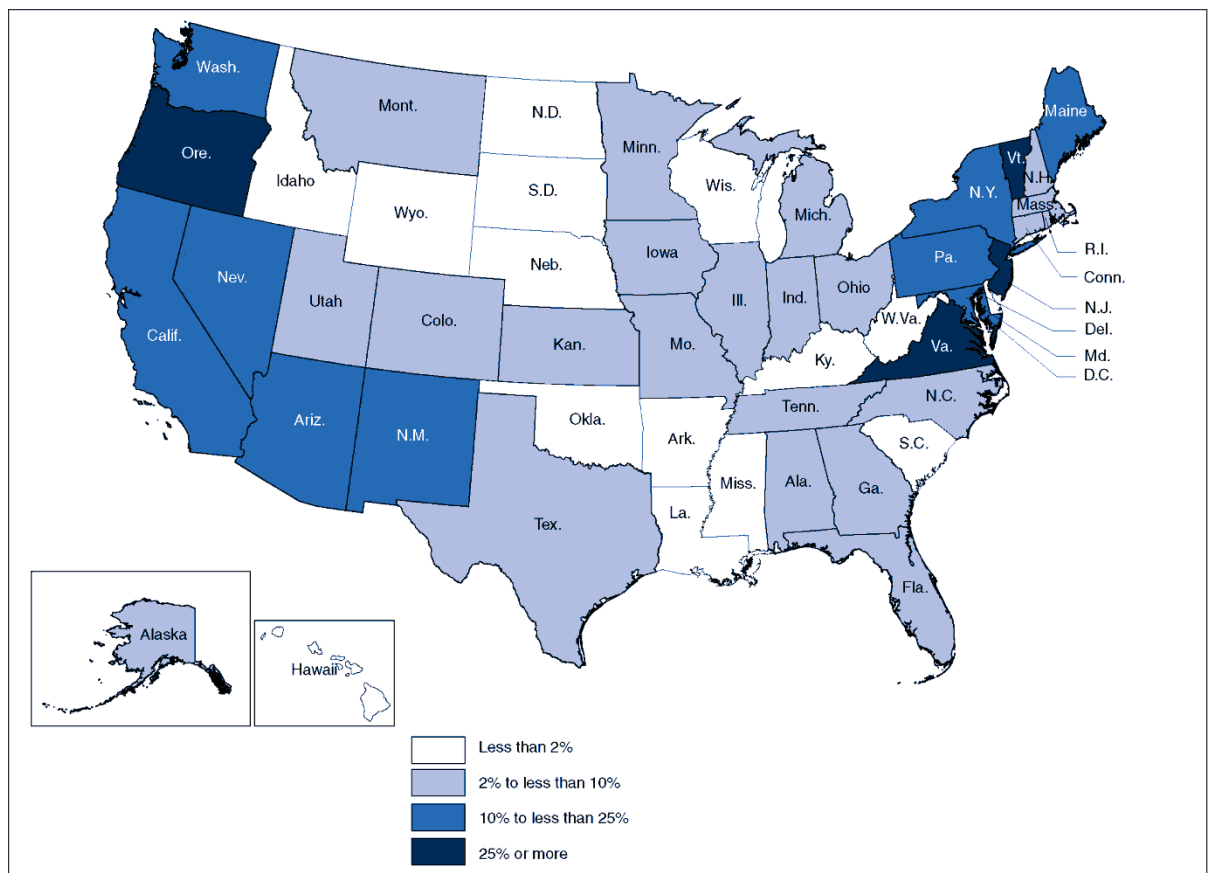 Wash.
Maine
Mont.
N.D.
Minn.
Ore.
Vt.
N.H.
Idaho
S.D.
Wis.
N.Y.
Mass.
Wyo.
Mich.
R.I.
Iowa
Pa.
Conn.
Neb.
Nev.
Ohio
N.J.
Utah
Ill.
Ind.
Del.
Colo.
W.Va.
Calif.
Kan.
Mo.
Va.
Md.
Ky.
D.C.
N.C.
Tenn.
Ariz.
Okla.
N.M.
Ark.
S.C.
Miss.
Ala.
Ga.
La.
Tex.
Fla.
Alaska
Hawaii
Less than 2%
2% to less than 10%
10% to less than 25%
25% or more